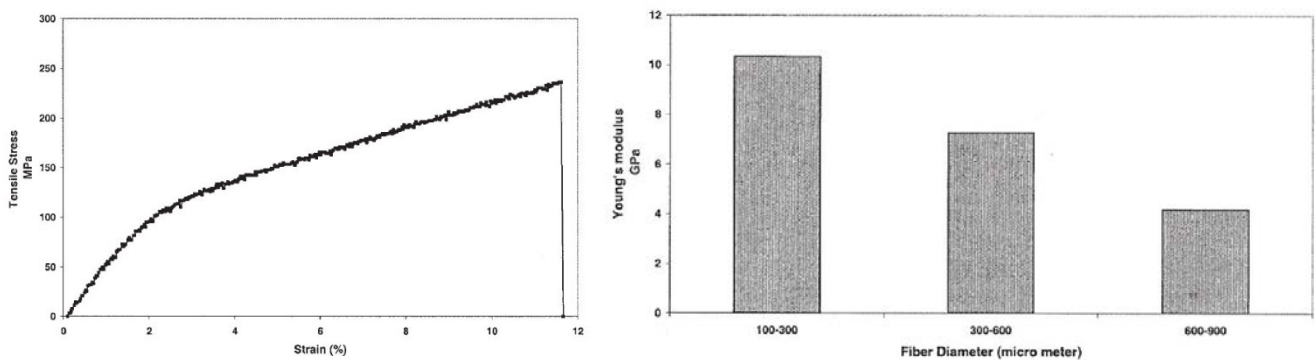 300
250
200
150
100
50
0
Tensile Stress
MPa
0 2 4 6 8 10 12
Strain (%)
12
10
8
6
4
2
0
Young's modulus
GPa
100-300 300-600 600-900
Fiber Diameter (micro meter)